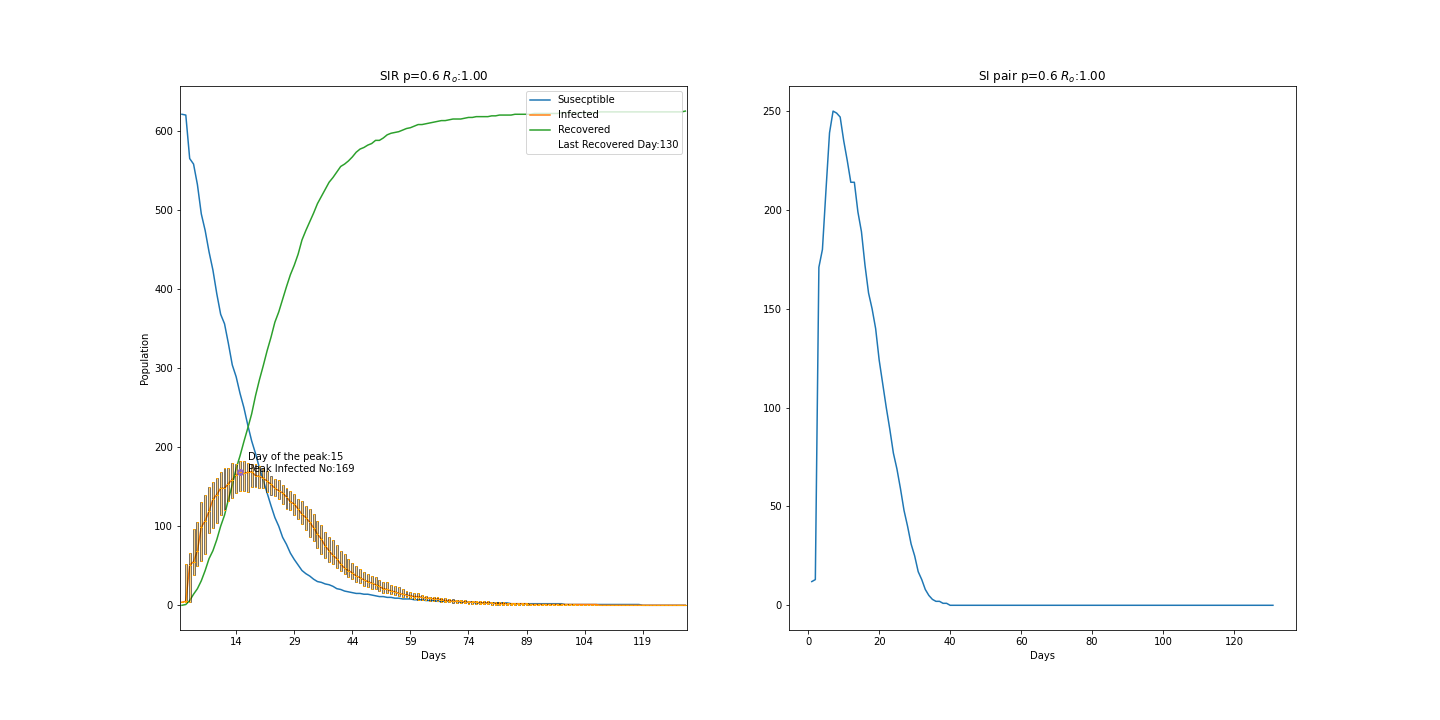 SIR p=0.6 Rₒ:1.00
Susecptible
Infected
Recovered
Last Recovered Day:130
600
500
400
300
200
100
0
Population
Day of the peak:15
Peak Infected No:169
14 29 44 59 74 89 104 119
Days
SI pair p=0.6 Rₒ:1.00
250
200
150
100
50
0
0 20 40 60 80 100 120
Days